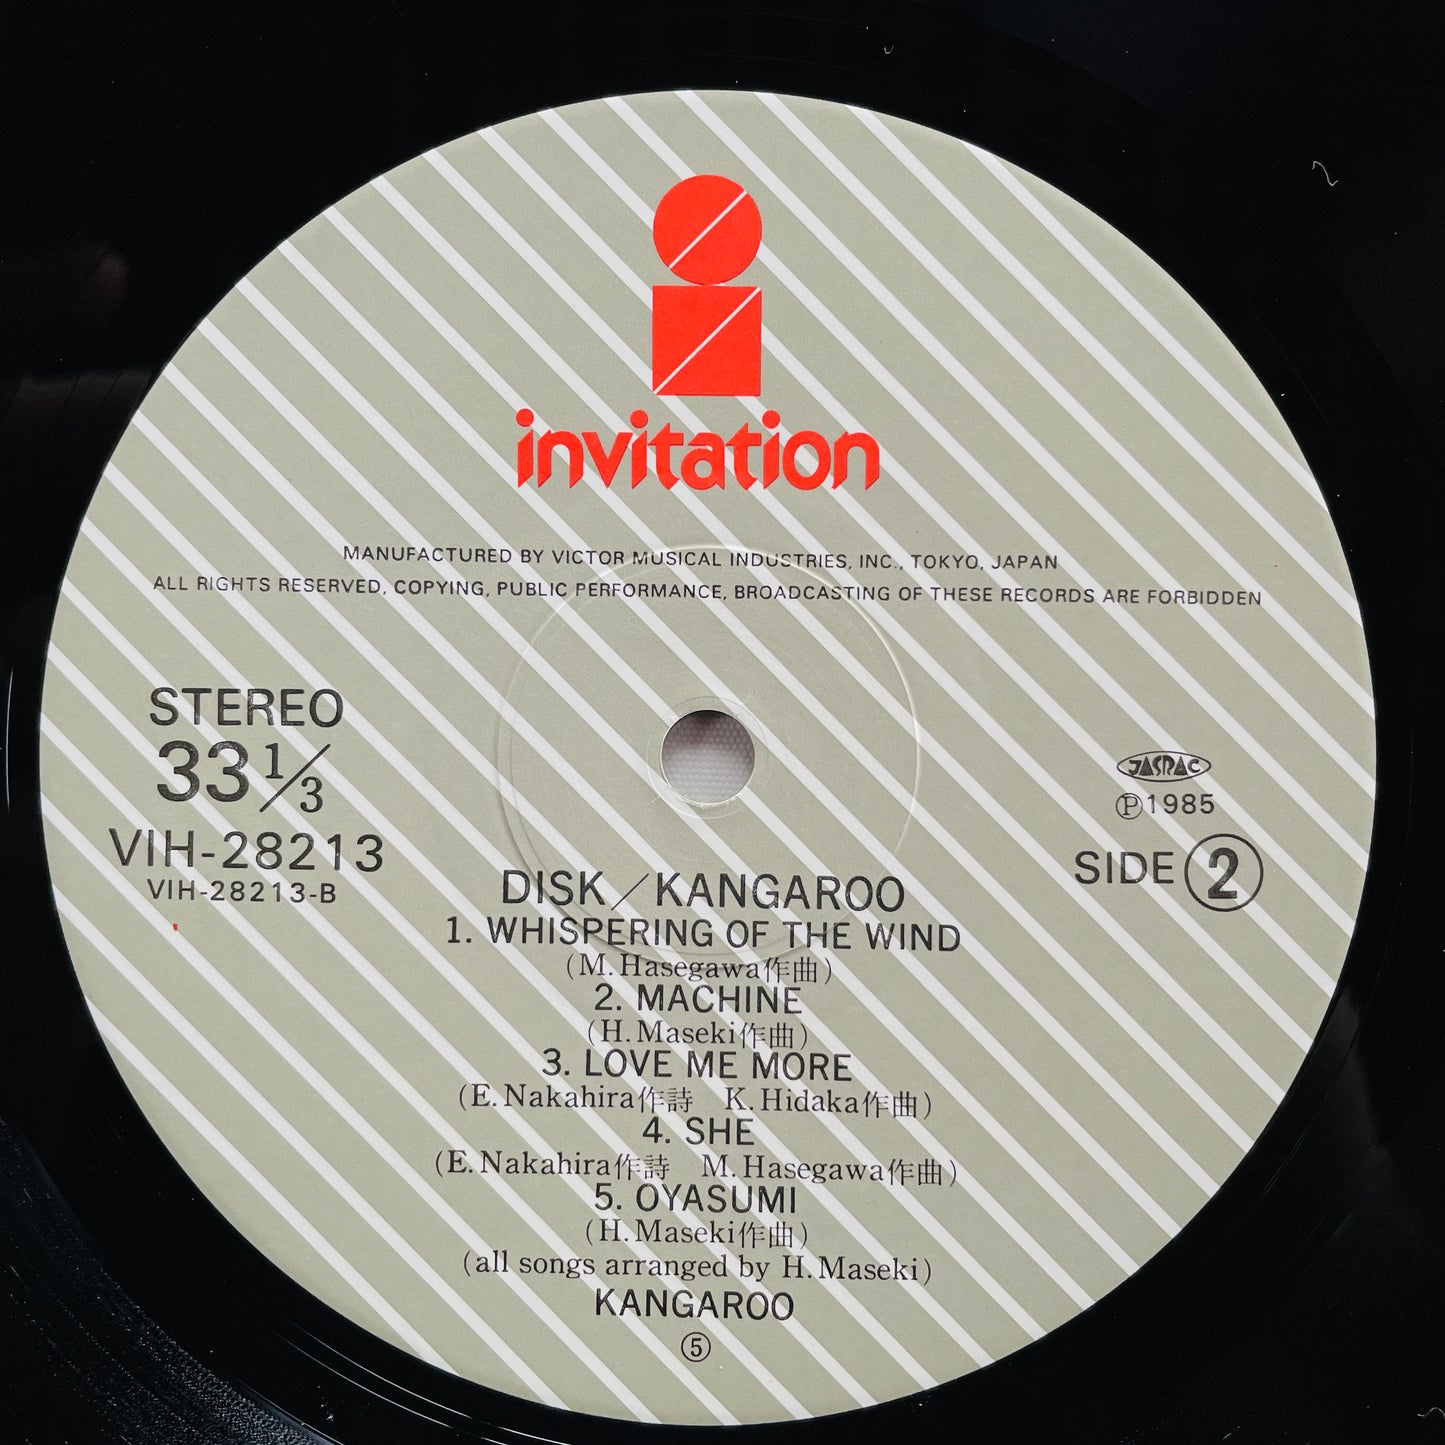 invitation
MANUFACTURED BY VICTOR MUSICAL INDUSTRIES, INC., TOKYO, JAPAN
ALL RIGHTS RESERVED, COPYING, PUBLIC PERFORMANCE, BROADCASTING OF THESE RECORDS ARE FORBIDDEN
STEREO
33 1/3
VIH-28213
VIH-28213-B
JASRAC
Ⓟ1985
SIDE ②
DISK／KANGAROO
1. WHISPERING OF THE WIND
(M. Hasegawa作曲)
2. MACHINE
(H. Maseki作曲)
3. LOVE ME MORE
(E. Nakahira作詩　K. Hidaka作曲)
4. SHE
(E. Nakahira作詩　M. Hasegawa作曲)
5. OYASUMI
(H. Maseki作曲)
(all songs arranged by H. Maseki)
KANGAROO
⑤